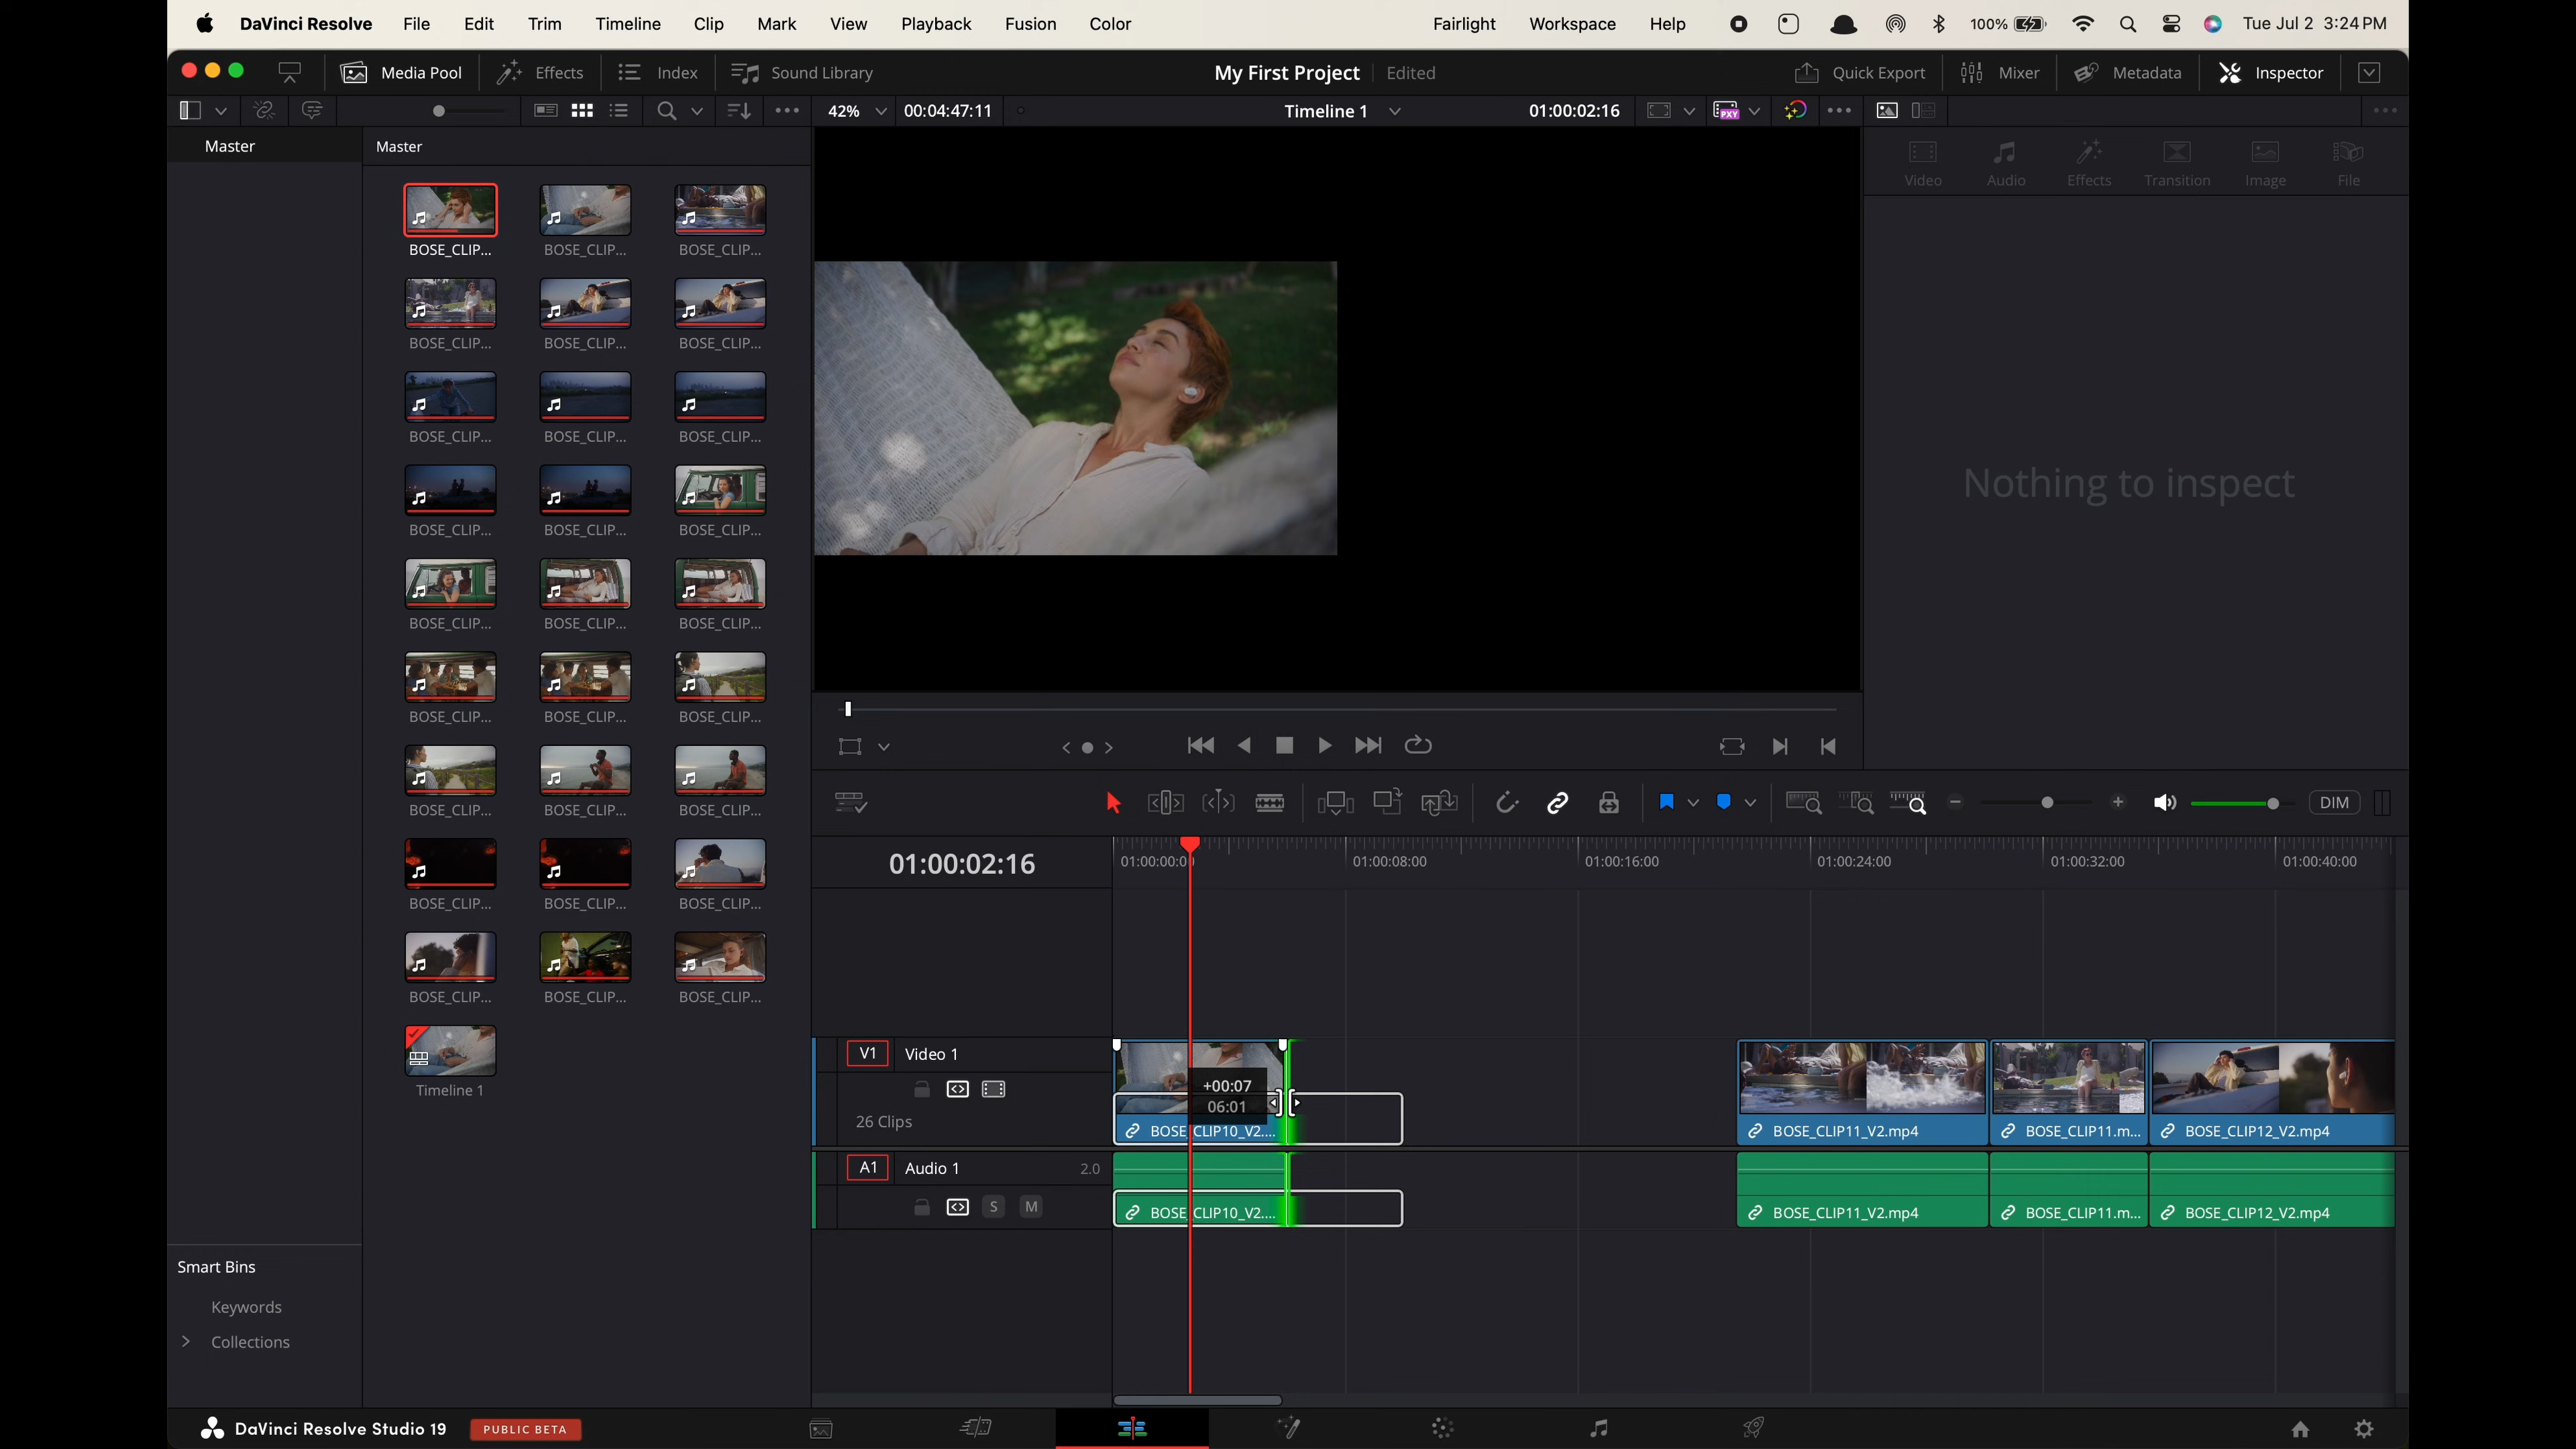 DaVinci Resolve File Edit Trim Timeline Clip Mark View Playback Fusion Color Fairlight Workspace Help 100% Tue Jul 2 3:24 PM
Media Pool Effects Index Sound Library My First Project Edited Quick Export Mixer Metadata Inspector
42% 00:04:47:11 Timeline 1 01:00:02:16 PXY
Master
Master
Video Audio Effects Transition Image File
BOSE_CLIP... BOSE_CLIP... BOSE_CLIP...
BOSE_CLIP... BOSE_CLIP... BOSE_CLIP...
BOSE_CLIP... BOSE_CLIP... BOSE_CLIP...
Nothing to inspect
BOSE_CLIP... BOSE_CLIP... BOSE_CLIP...
BOSE_CLIP... BOSE_CLIP... BOSE_CLIP...
BOSE_CLIP... BOSE_CLIP... BOSE_CLIP...
BOSE_CLIP... BOSE_CLIP... BOSE_CLIP...
BOSE_CLIP... BOSE_CLIP... BOSE_CLIP...
BOSE_CLIP... BOSE_CLIP... BOSE_CLIP...
Timeline 1
DIM
01:00:02:16
01:00:00:0 01:00:08:00 01:00:16:00 01:00:24:00 01:00:32:00 01:00:40:00
V1 Video 1
26 Clips
+00:07
06:01
BOSE_CLIP10_V2.... BOSE_CLIP11_V2.mp4 BOSE_CLIP11.m... BOSE_CLIP12_V2.mp4
A1 Audio 1 2.0
S M
BOSE_CLIP10_V2.... BOSE_CLIP11_V2.mp4 BOSE_CLIP11.m... BOSE_CLIP12_V2.mp4
Smart Bins
Keywords
Collections
DaVinci Resolve Studio 19 PUBLIC BETA